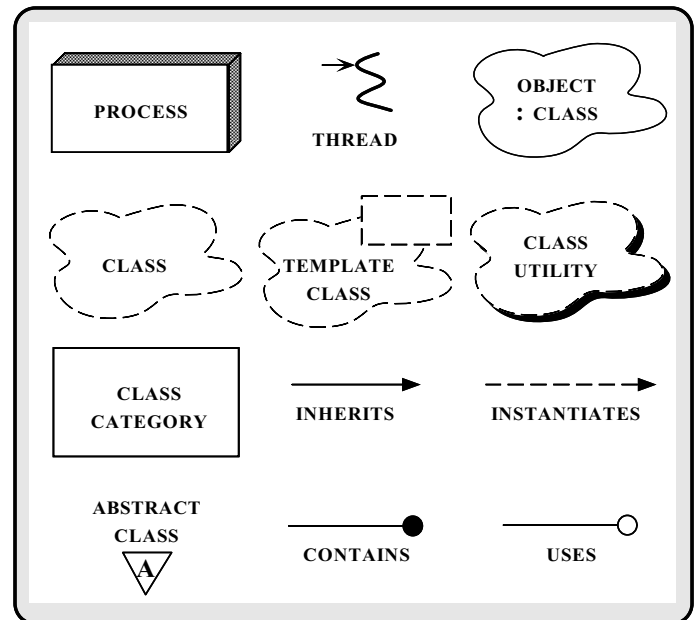 PROCESS
THREAD
OBJECT
: CLASS
CLASS
TEMPLATE
CLASS
CLASS
UTILITY
CLASS
CATEGORY
INHERITS
INSTANTIATES
ABSTRACT
CLASS
A
CONTAINS
USES